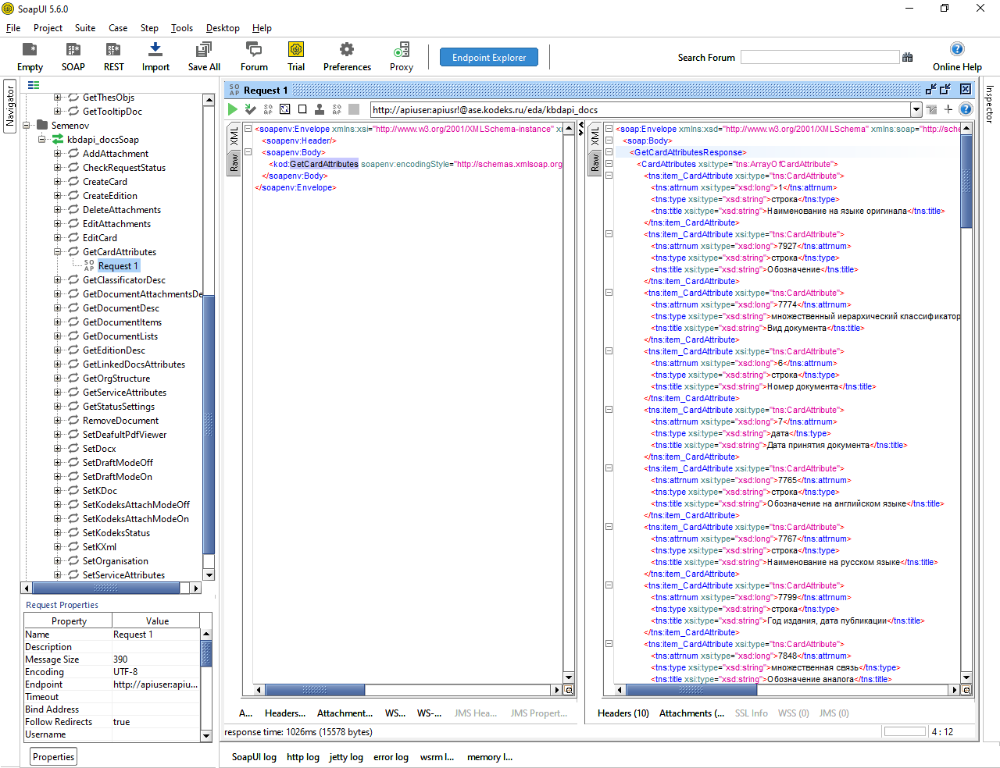 SoapUI 5.6.0
File Project Suite Case Step Tools Desktop Help
Empty SOAP REST Import Save All Forum Trial Preferences Proxy
Endpoint Explorer
Search Forum
Online Help
Navigator
GetThesObjs
GetTooltipDoc
Semenov
kbdapi_docsSoap
AddAttachment
CheckRequestStatus
CreateCard
CreateEdition
DeleteAttachments
EditAttachments
EditCard
GetCardAttributes
SO AP Request 1
GetClassificatorDesc
GetDocumentAttachmentsDe
GetDocumentDesc
GetDocumentItems
GetDocumentLists
GetEditionDesc
GetLinkedDocsAttributes
GetOrgStructure
GetServiceAttributes
GetStatusSettings
RemoveDocument
SetDeafultPdfViewer
SetDocx
SetDraftModeOff
SetDraftModeOn
SetKDoc
SetKodeksAttachModeOff
SetKodeksAttachModeOn
SetKodeksStatus
SetKXml
SetOrganisation
SetServiceAttributes
Request Properties
Property Value
Name Request 1
Description
Message Size 390
Encoding UTF-8
Endpoint http://apiuser:apiu...
Timeout
Bind Address
Follow Redirects true
Username
Properties
SO AP Request 1
http://apiuser:apiusr!@ase.kodeks.ru/eda/kbdapi_docs
XML
Raw
<soapenv:Envelope xmlns:xsi="http://www.w3.org/2001/XMLSchema-instance" x
<soapenv:Header/>
<soapenv:Body>
<kod:GetCardAttributes soapenv:encodingStyle="http://schemas.xmlsoap.org
</soapenv:Body>
</soapenv:Envelope>
A... Headers... Attachment... WS... WS-... JMS Hea... JMS Propert...
response time: 1026ms (15578 bytes)
XML
Raw
<soap:Envelope xmlns:xsd="http://www.w3.org/2001/XMLSchema" xmlns:soap="http://sche
<soap:Body>
<GetCardAttributesResponse>
<CardAttributes xsi:type="tns:ArrayOfCardAttribute">
<tns:item_CardAttribute xsi:type="tns:CardAttribute">
<tns:attrnum xsi:type="xsd:long">1</tns:attrnum>
<tns:type xsi:type="xsd:string">строка</tns:type>
<tns:title xsi:type="xsd:string">Наименование на языке оригинала</tns:title>
</tns:item_CardAttribute>
<tns:item_CardAttribute xsi:type="tns:CardAttribute">
<tns:attrnum xsi:type="xsd:long">7927</tns:attrnum>
<tns:type xsi:type="xsd:string">строка</tns:type>
<tns:title xsi:type="xsd:string">Обозначение</tns:title>
</tns:item_CardAttribute>
<tns:item_CardAttribute xsi:type="tns:CardAttribute">
<tns:attrnum xsi:type="xsd:long">7774</tns:attrnum>
<tns:type xsi:type="xsd:string">множественный иерархический классификатор
<tns:title xsi:type="xsd:string">Вид документа</tns:title>
</tns:item_CardAttribute>
<tns:item_CardAttribute xsi:type="tns:CardAttribute">
<tns:attrnum xsi:type="xsd:long">6</tns:attrnum>
<tns:type xsi:type="xsd:string">строка</tns:type>
<tns:title xsi:type="xsd:string">Номер документа</tns:title>
</tns:item_CardAttribute>
<tns:item_CardAttribute xsi:type="tns:CardAttribute">
<tns:attrnum xsi:type="xsd:long">7</tns:attrnum>
<tns:type xsi:type="xsd:string">дата</tns:type>
<tns:title xsi:type="xsd:string">Дата принятия документа</tns:title>
</tns:item_CardAttribute>
<tns:item_CardAttribute xsi:type="tns:CardAttribute">
<tns:attrnum xsi:type="xsd:long">7765</tns:attrnum>
<tns:type xsi:type="xsd:string">строка</tns:type>
<tns:title xsi:type="xsd:string">Обозначение на английском языке</tns:title>
</tns:item_CardAttribute>
<tns:item_CardAttribute xsi:type="tns:CardAttribute">
<tns:attrnum xsi:type="xsd:long">7767</tns:attrnum>
<tns:type xsi:type="xsd:string">строка</tns:type>
<tns:title xsi:type="xsd:string">Наименование на русском языке</tns:title>
</tns:item_CardAttribute>
<tns:item_CardAttribute xsi:type="tns:CardAttribute">
<tns:attrnum xsi:type="xsd:long">7799</tns:attrnum>
<tns:type xsi:type="xsd:string">строка</tns:type>
<tns:title xsi:type="xsd:string">Год издания, дата публикации</tns:title>
</tns:item_CardAttribute>
<tns:item_CardAttribute xsi:type="tns:CardAttribute">
<tns:attrnum xsi:type="xsd:long">7848</tns:attrnum>
<tns:type xsi:type="xsd:string">множественная связь</tns:type>
<tns:title xsi:type="xsd:string">Обозначение аналога</tns:title>
Headers (10) Attachments (... SSL Info WSS (0) JMS (0)
4 : 12
Inspector
SoapUI log http log jetty log error log wsrm l... memory l...